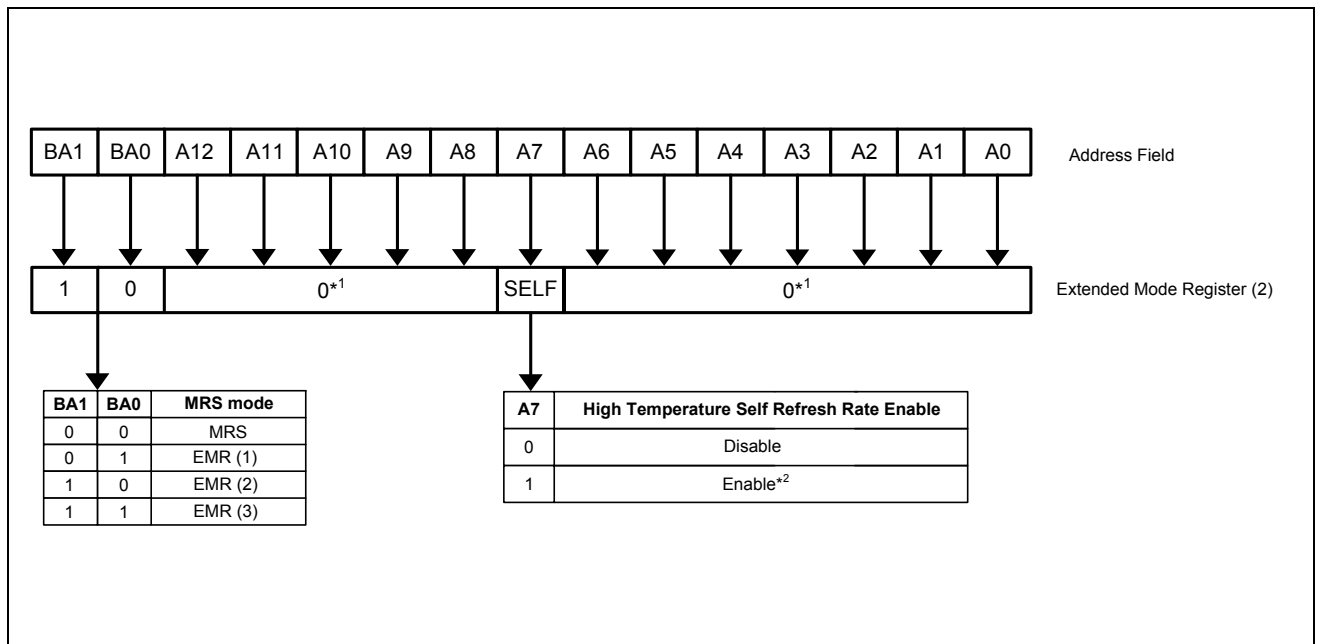 BA1 BA0 A12 A11 A10 A9 A8 A7 A6 A5 A4 A3 A2 A1 A0 Address Field
1 0 0*1 SELF 0*1 Extended Mode Register (2)
BA1 BA0 MRS mode
0 0 MRS
0 1 EMR (1)
1 0 EMR (2)
1 1 EMR (3)
A7 High Temperature Self Refresh Rate Enable
0 Disable
1 Enable*2